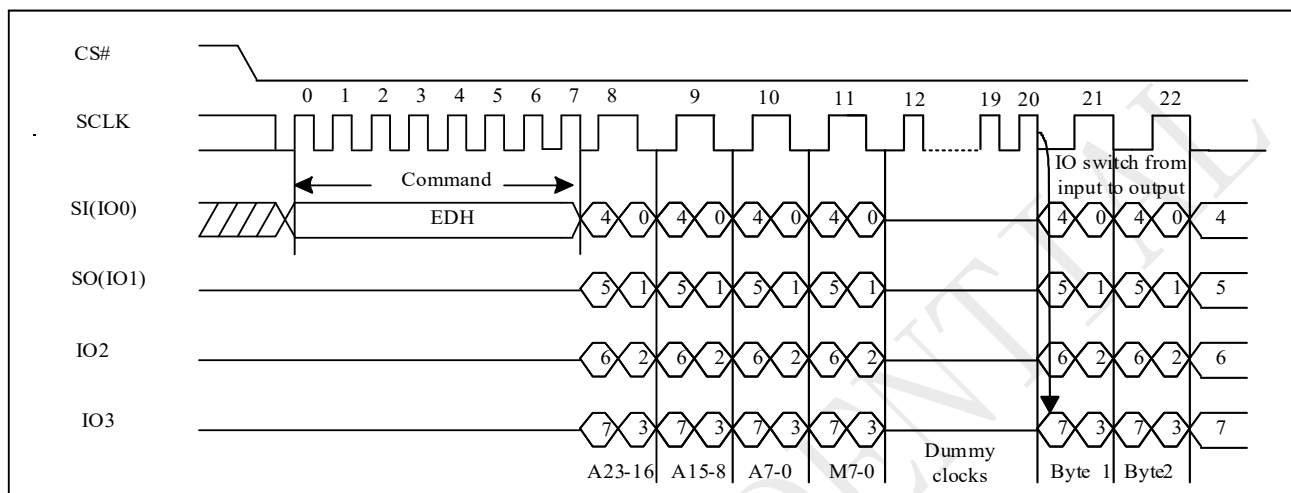 CS#
0 1 2 3 4 5 6 7 8 9 10 11 12 19 20 21 22
SCLK
IO switch from
input to output
Command
SI(IO0) EDH 4 0 4 0 4 0 4 0 4 0 4 0 4
SO(IO1) 5 1 5 1 5 1 5 1 5 1 5 1 5
IO2 6 2 6 2 6 2 6 2 6 2 6 2 6
IO3 7 3 7 3 7 3 7 3 7 3 7 3 7
A23-16 A15-8 A7-0 M7-0 Dummy
clocks Byte 1 Byte2